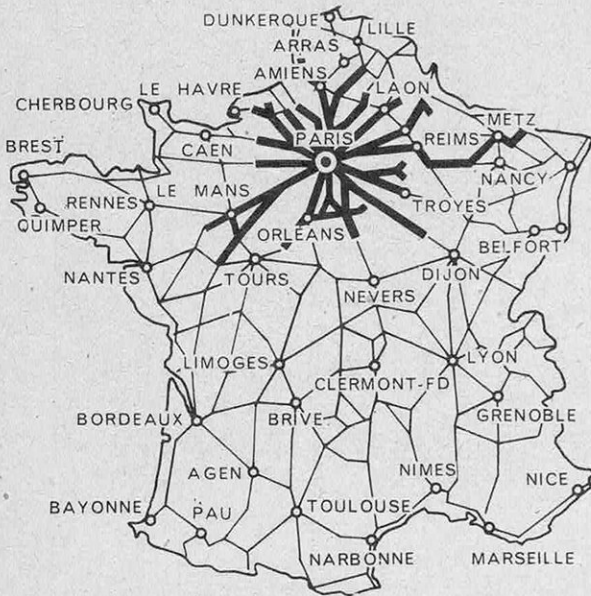 DUNKERQUE
LILLE
ARRAS
AMIENS
LE HAVRE
LAON
CHERBOURG
METZ
PARIS
REIMS
CAEN
BREST
NANCY
RENNES
LE MANS
TROYES
QUIMPER
ORLÉANS
BELFORT
NANTES
TOURS
DIJON
NEVERS
LIMOGES
LYON
CLERMONT-FD
BORDEAUX
BRIVE
GRENOBLE
AGEN
NIMES
NICE
BAYONNE
PAU
TOULOUSE
NARBONNE
MARSEILLE